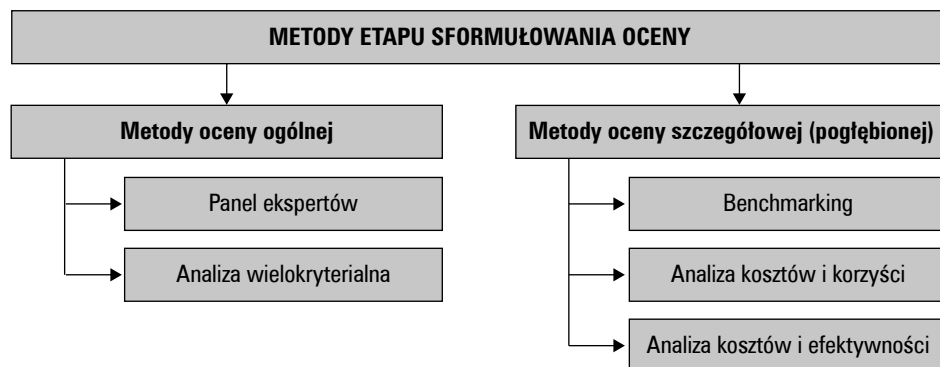 METODY ETAPU SFORMUŁOWANIA OCENY
Metody oceny ogólnej
Panel ekspertów
Analiza wielokryterialna
Metody oceny szczegółowej (pogłębionej)
Benchmarking
Analiza kosztów i korzyści
Analiza kosztów i efektywności